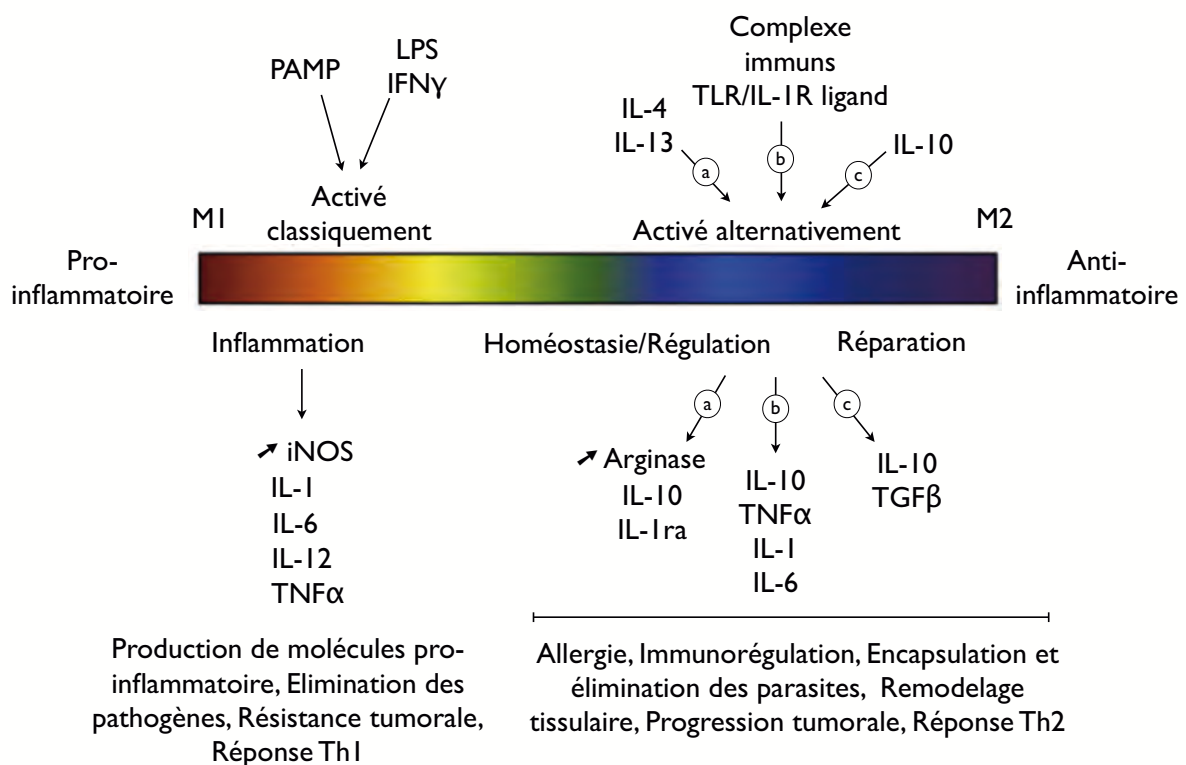 PAMP
LPS
IFNγ
Complexe
immuns
TLR/IL-1R ligand
IL-4
IL-13
IL-10
a
b
c
Activé
classiquement
Activé alternativement
M1
M2
Pro-
inflammatoire
Anti-
inflammatoire
Inflammation
Homéostasie/Régulation
Réparation
a
b
c
➚ iNOS
IL-1
IL-6
IL-12
TNFα
➚ Arginase
IL-10
IL-1ra
IL-10
TNFα
IL-1
IL-6
IL-10
TGFβ
Production de molécules pro-
inflammatoire, Elimination des
pathogènes, Résistance tumorale,
Réponse Th1
Allergie, Immunorégulation, Encapsulation et
élimination des parasites, Remodelage
tissulaire, Progression tumorale, Réponse Th2